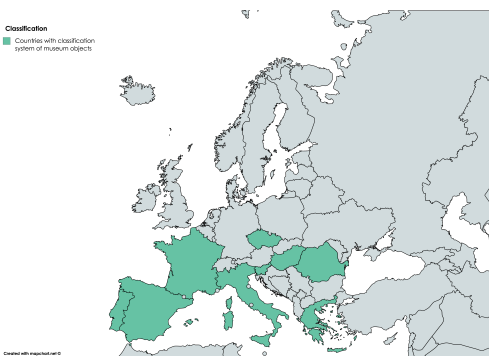 Classification
Countries with classification
system of museum objects
Created with mapchart.net ©